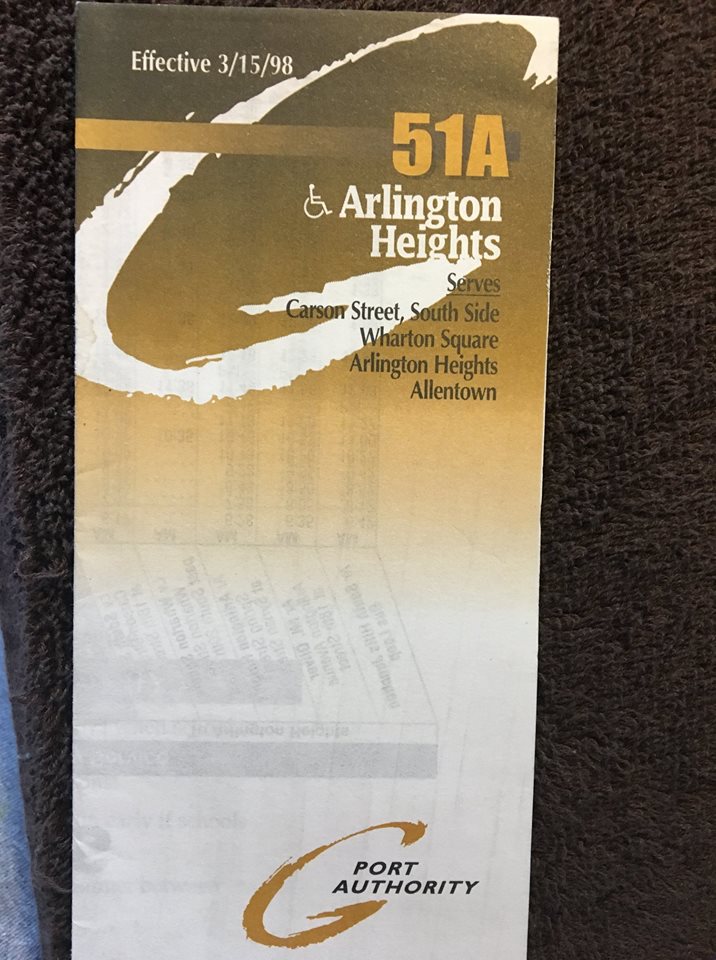 Effective 3/15/98
51A
Arlington
Heights
Serves
Carson Street, South Side
Wharton Square
Arlington Heights
Allentown
PORT
AUTHORITY